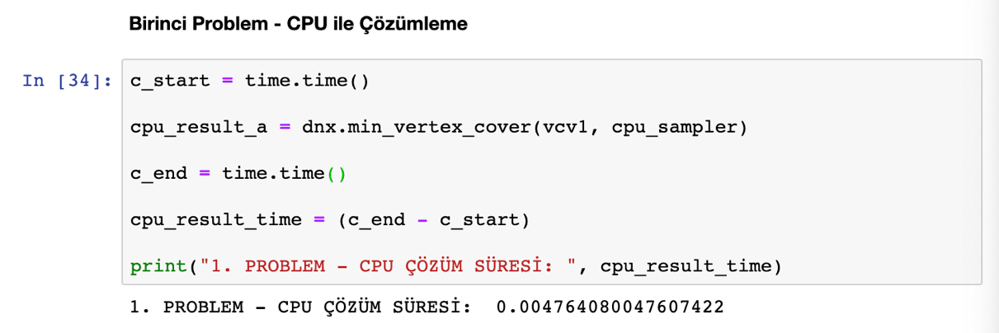 Birinci Problem - CPU ile Çözümleme
In [34]: c_start = time.time()
cpu_result_a = dnx.min_vertex_cover(vcv1, cpu_sampler)
c_end = time.time()
cpu_result_time = (c_end - c_start)
print("1. PROBLEM - CPU ÇÖZÜM SÜRESİ: ", cpu_result_time)
1. PROBLEM - CPU ÇÖZÜM SÜRESİ:  0.004764080047607422